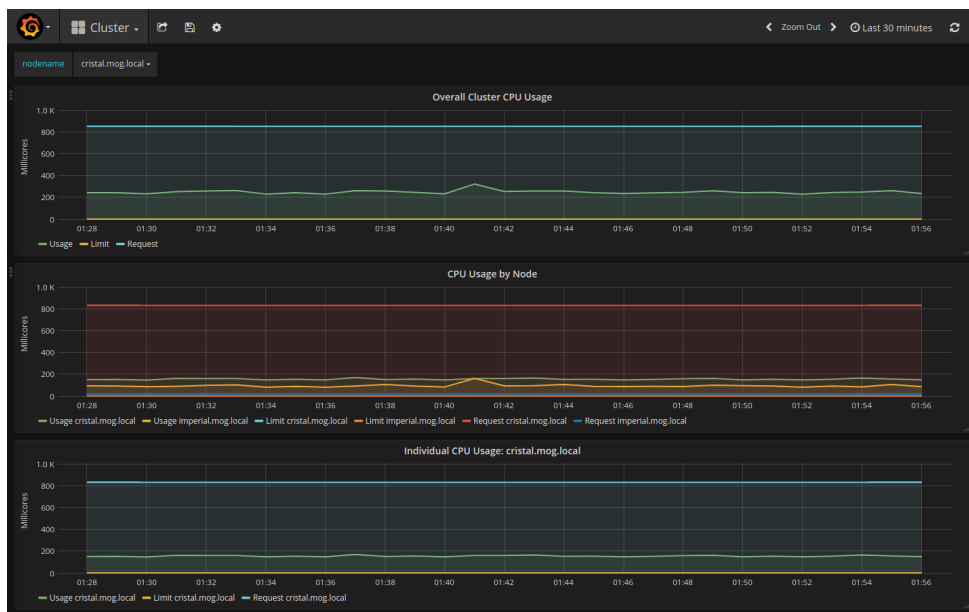 Cluster Zoom Out Last 30 minutes
nodename cristal.mog.local
Overall Cluster CPU Usage
1.0 K
800
600
400
200
0
Millicores
01:28 01:30 01:32 01:34 01:36 01:38 01:40 01:42 01:44 01:46 01:48 01:50 01:52 01:54 01:56
Usage Limit Request
CPU Usage by Node
1.0 K
800
600
400
200
0
Millicores
01:28 01:30 01:32 01:34 01:36 01:38 01:40 01:42 01:44 01:46 01:48 01:50 01:52 01:54 01:56
Usage cristal.mog.local Usage imperial.mog.local Limit cristal.mog.local Limit imperial.mog.local Request cristal.mog.local Request imperial.mog.local
Individual CPU Usage: cristal.mog.local
1.0 K
800
600
400
200
0
Millicores
01:28 01:30 01:32 01:34 01:36 01:38 01:40 01:42 01:44 01:46 01:48 01:50 01:52 01:54 01:56
Usage cristal.mog.local Limit cristal.mog.local Request cristal.mog.local